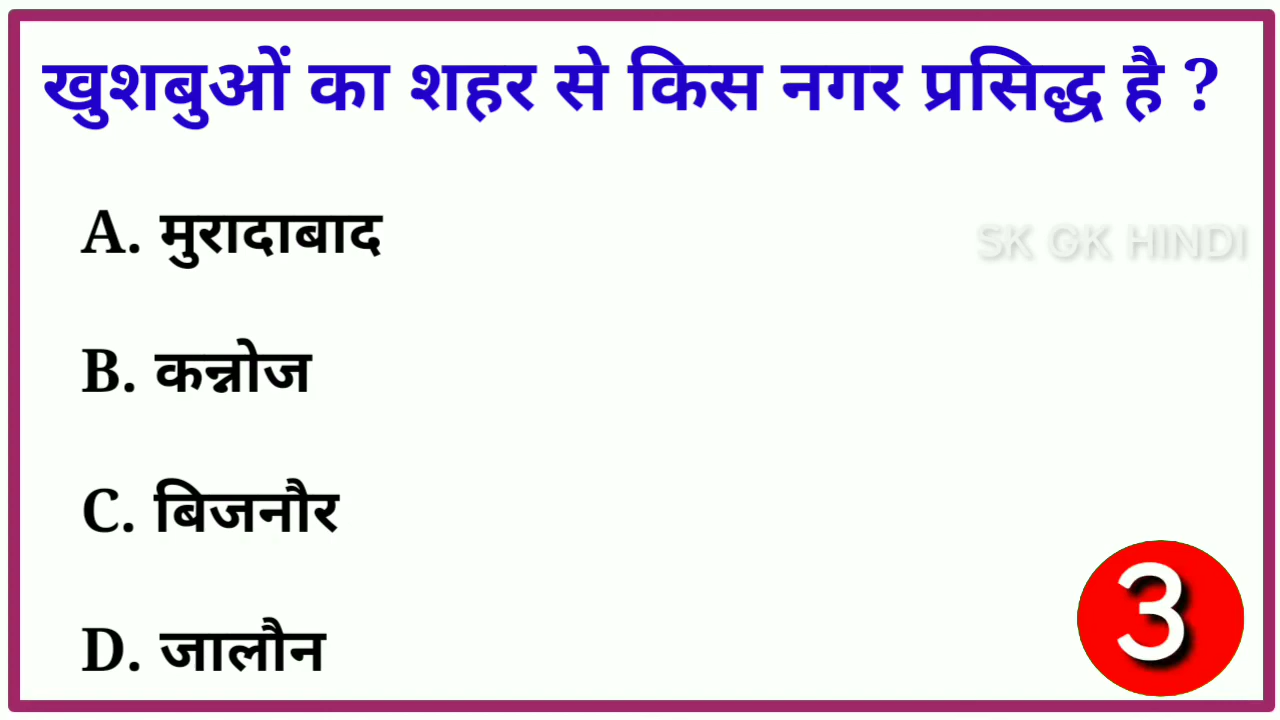 खुशबुओं का शहर से किस नगर प्रसिद्ध है ?
A. मुरादाबाद
SK GK HINDI
B. कन्नोज
C. बिजनौर
D. जालौन
3